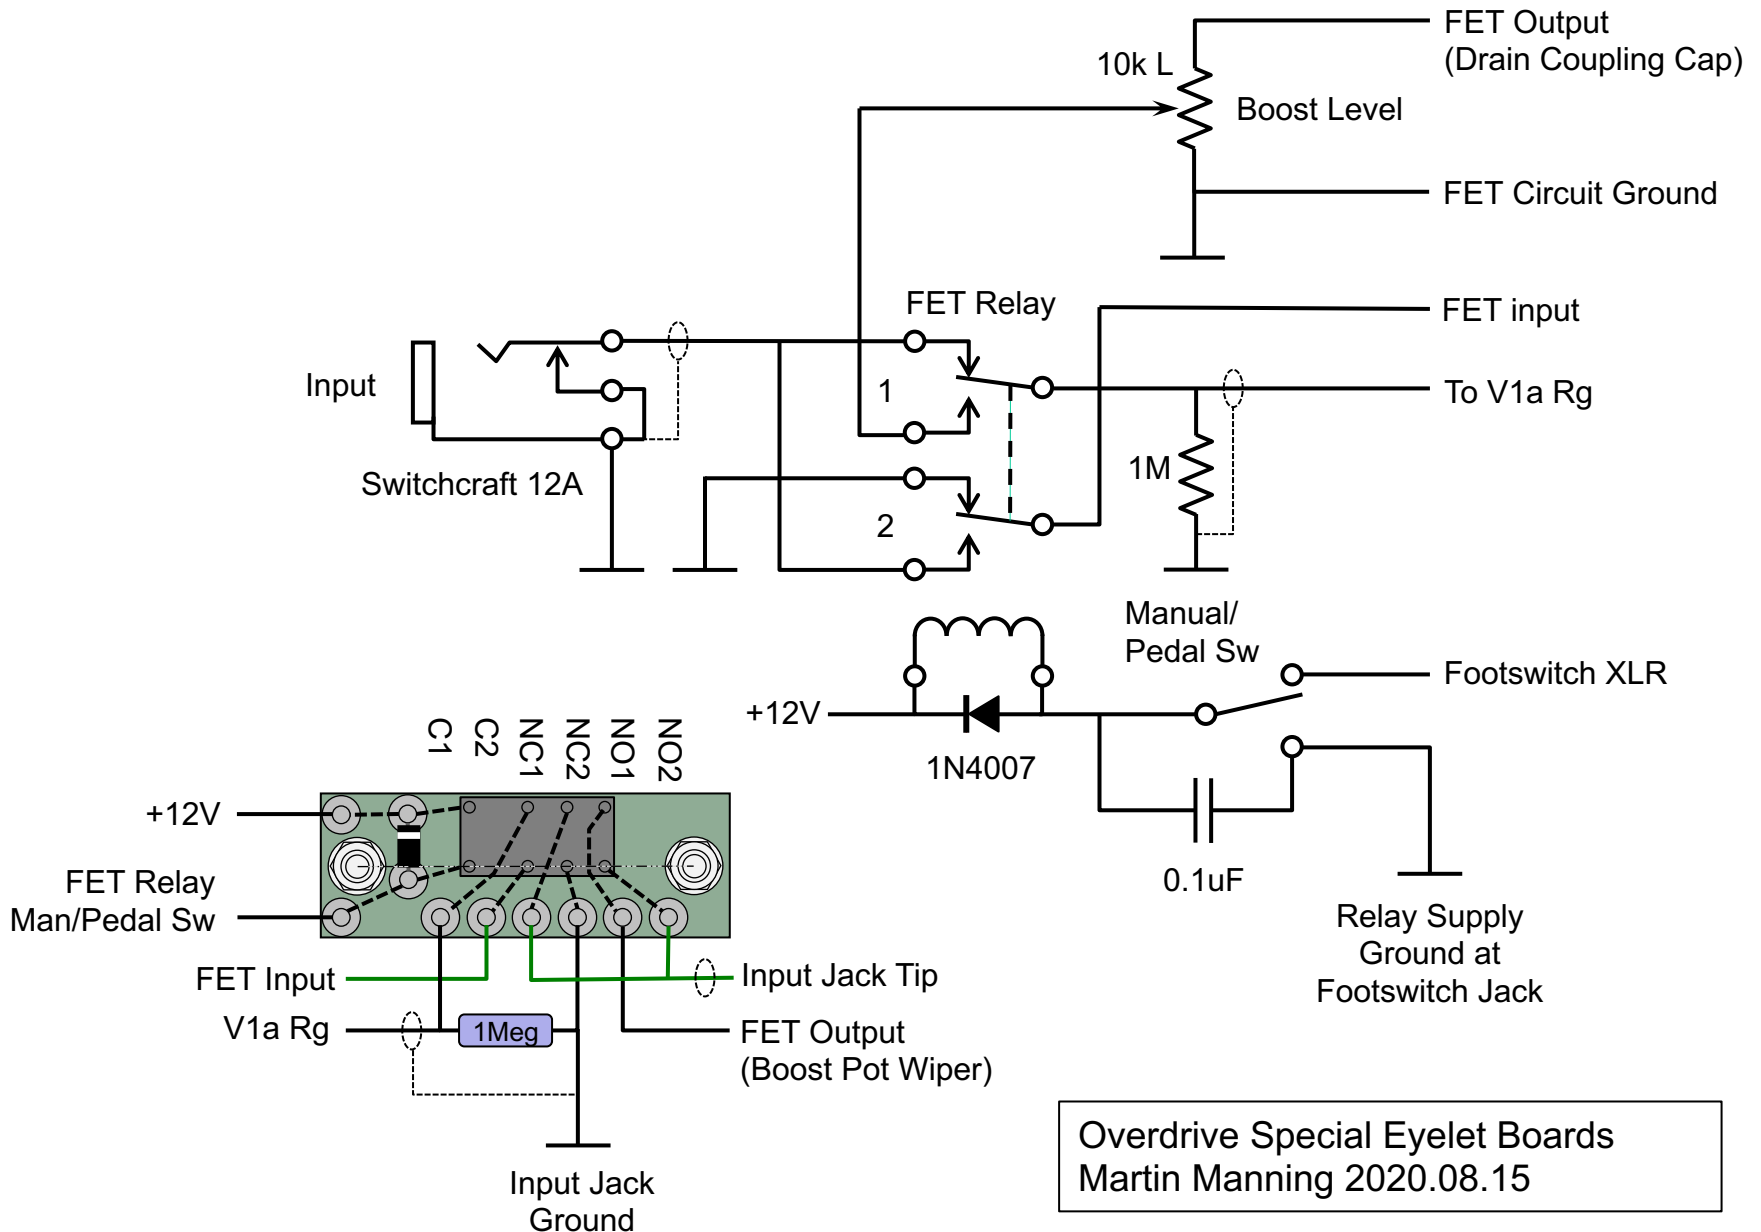 FET Output
(Drain Coupling Cap)
10k L
Boost Level
FET Circuit Ground
FET Relay
FET input
Input
1
To V1a Rg
Switchcraft 12A
1M
2
Manual/
Pedal Sw
Footswitch XLR
+12V
1N4007
0.1uF
Relay Supply
Ground at
Footswitch Jack
C1
C2
NC1
NC2
NO1
NO2
+12V
FET Relay
Man/Pedal Sw
FET Input
Input Jack Tip
V1a Rg
1Meg
FET Output
(Boost Pot Wiper)
Input Jack
Ground
Overdrive Special Eyelet Boards
Martin Manning 2020.08.15